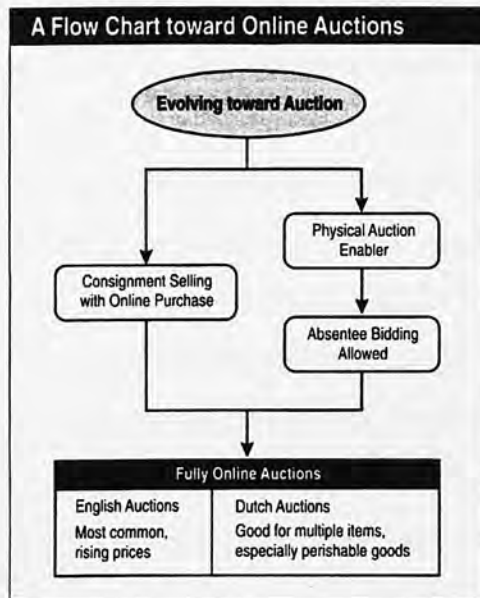 A Flow Chart toward Online Auctions
Evolving toward Auction
Physical Auction
Enabler
Consignment Selling
with Online Purchase
Absentee Bidding
Allowed
Fully Online Auctions
English Auctions
Most common,
rising prices
Dutch Auctions
Good for multiple items,
especially perishable goods